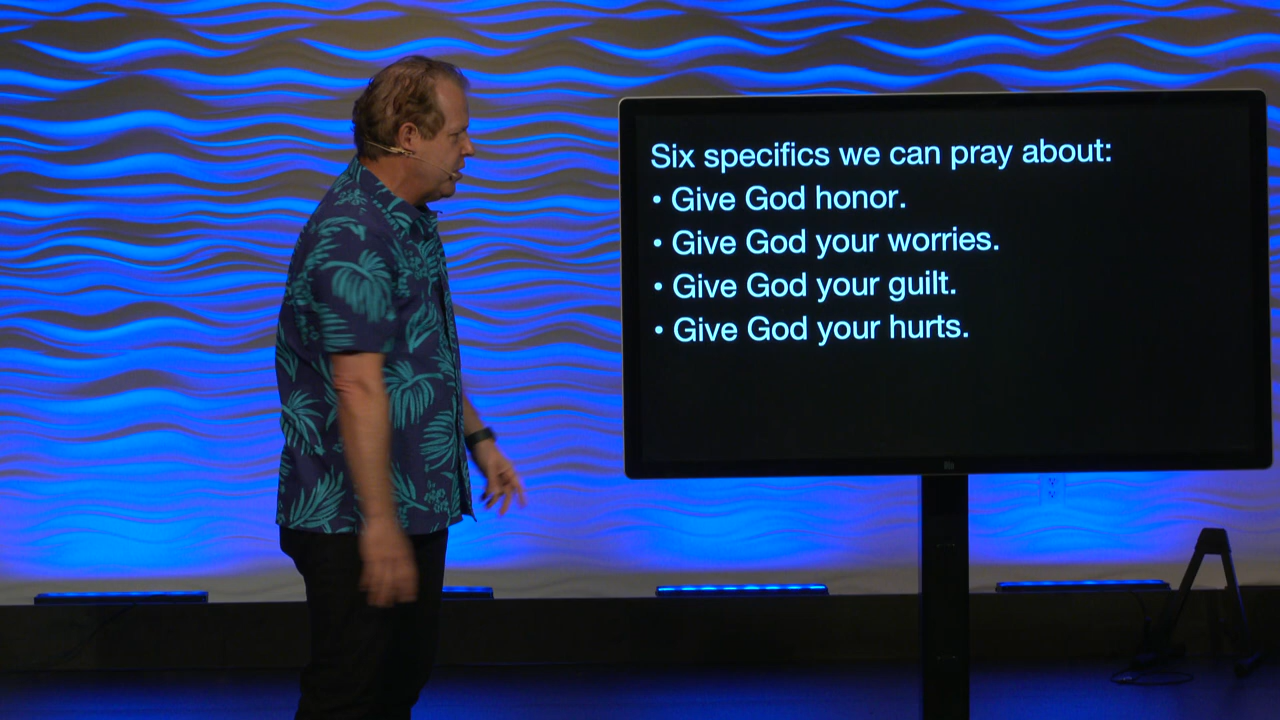 Six specifics we can pray about:
• Give God honor.
• Give God your worries.
• Give God your guilt.
• Give God your hurts.